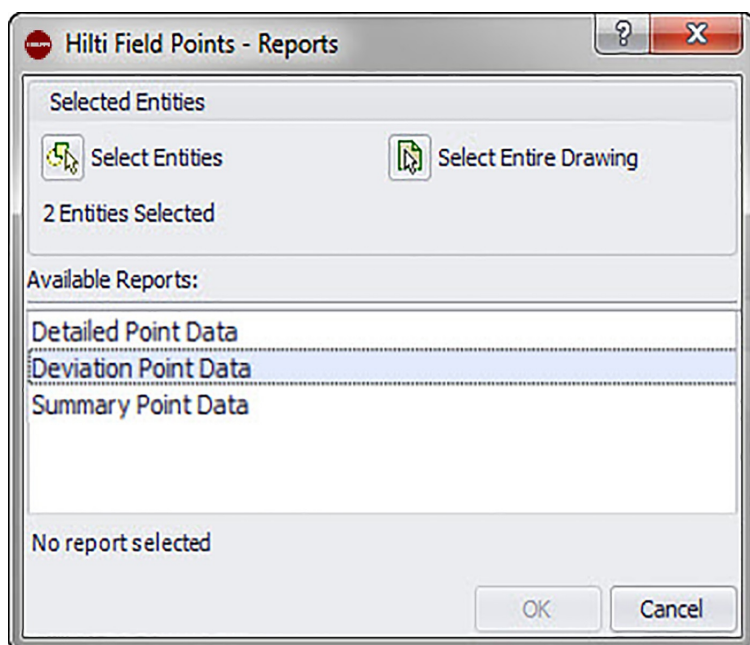 Hilti Field Points - Reports
Selected Entities
Select Entities
Select Entire Drawing
2 Entities Selected
Available Reports:
Detailed Point Data
Deviation Point Data
Summary Point Data
No report selected
OK
Cancel